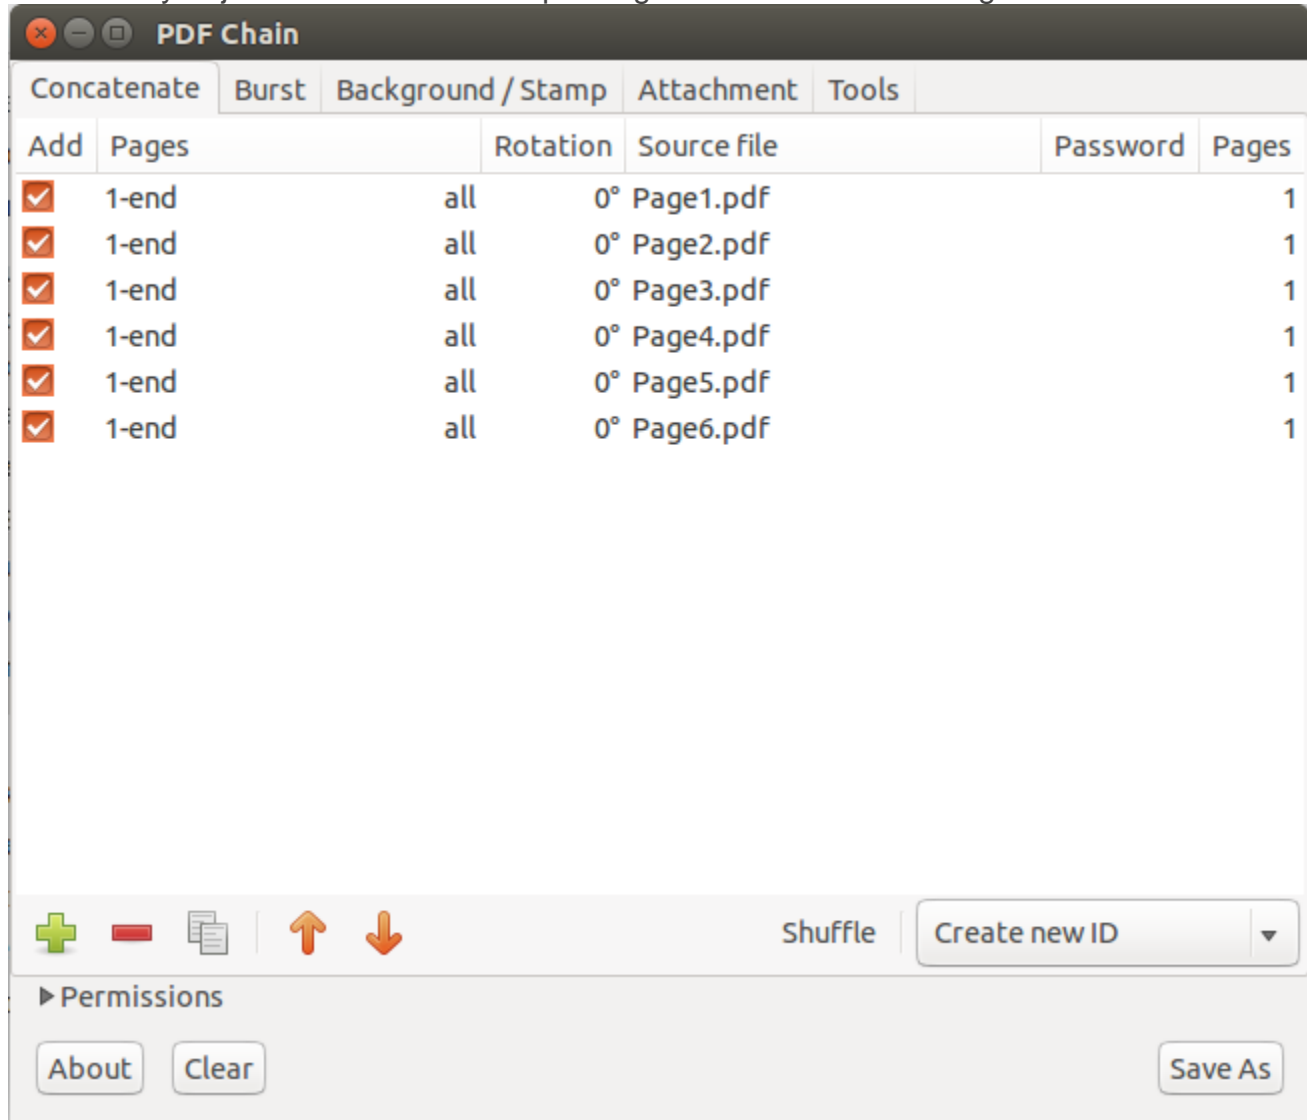 PDF Chain
Concatenate Burst Background / Stamp Attachment Tools
Add Pages Rotation Source file Password Pages
1-end all 0° Page1.pdf 1
1-end all 0° Page2.pdf 1
1-end all 0° Page3.pdf 1
1-end all 0° Page4.pdf 1
1-end all 0° Page5.pdf 1
1-end all 0° Page6.pdf 1
Shuffle Create new ID
Permissions
About Clear Save As